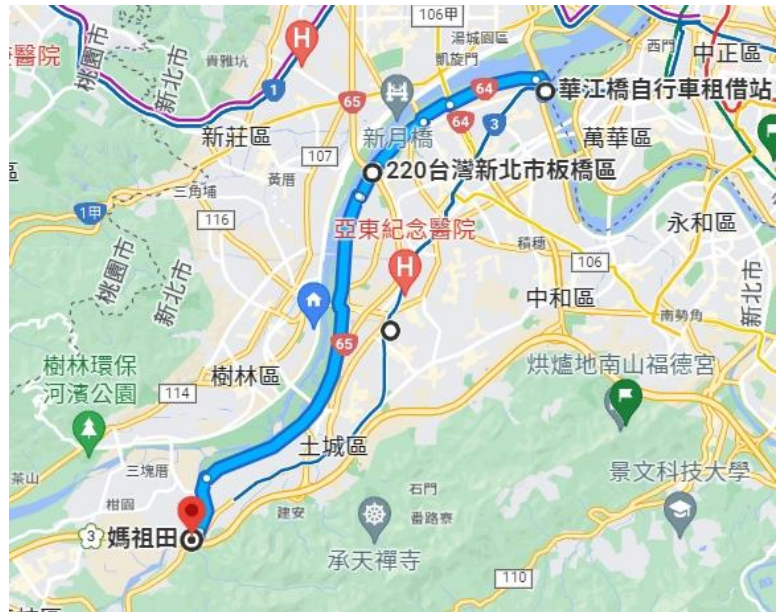 106甲
湯城園區
西門
中正區
醫院
桃園市
貴雅坑
凱旋門
新北市
1
65
64
華江橋自行車租借站
新莊區
新月橋
64
3
萬華區
107
220台灣新北市板橋區
黃厝
三角埔
1甲
116
亞東紀念醫院
永和區
積穗
106
桃園市
新北市
中和區
新北市
南勢角
65
樹林環保
河濱公園
樹林區
114
烘爐地南山福德宮
土城區
三塊厝
茶山
柑園
石門
景文科技大學
建安
番路寮
3
媽祖田
承天禪寺
110